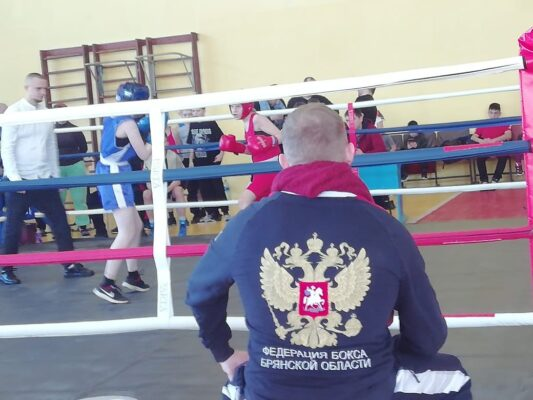 ФЕДЕРАЦИЯ БОКСА
БРЯНСКОЙ ОБЛАСТИ